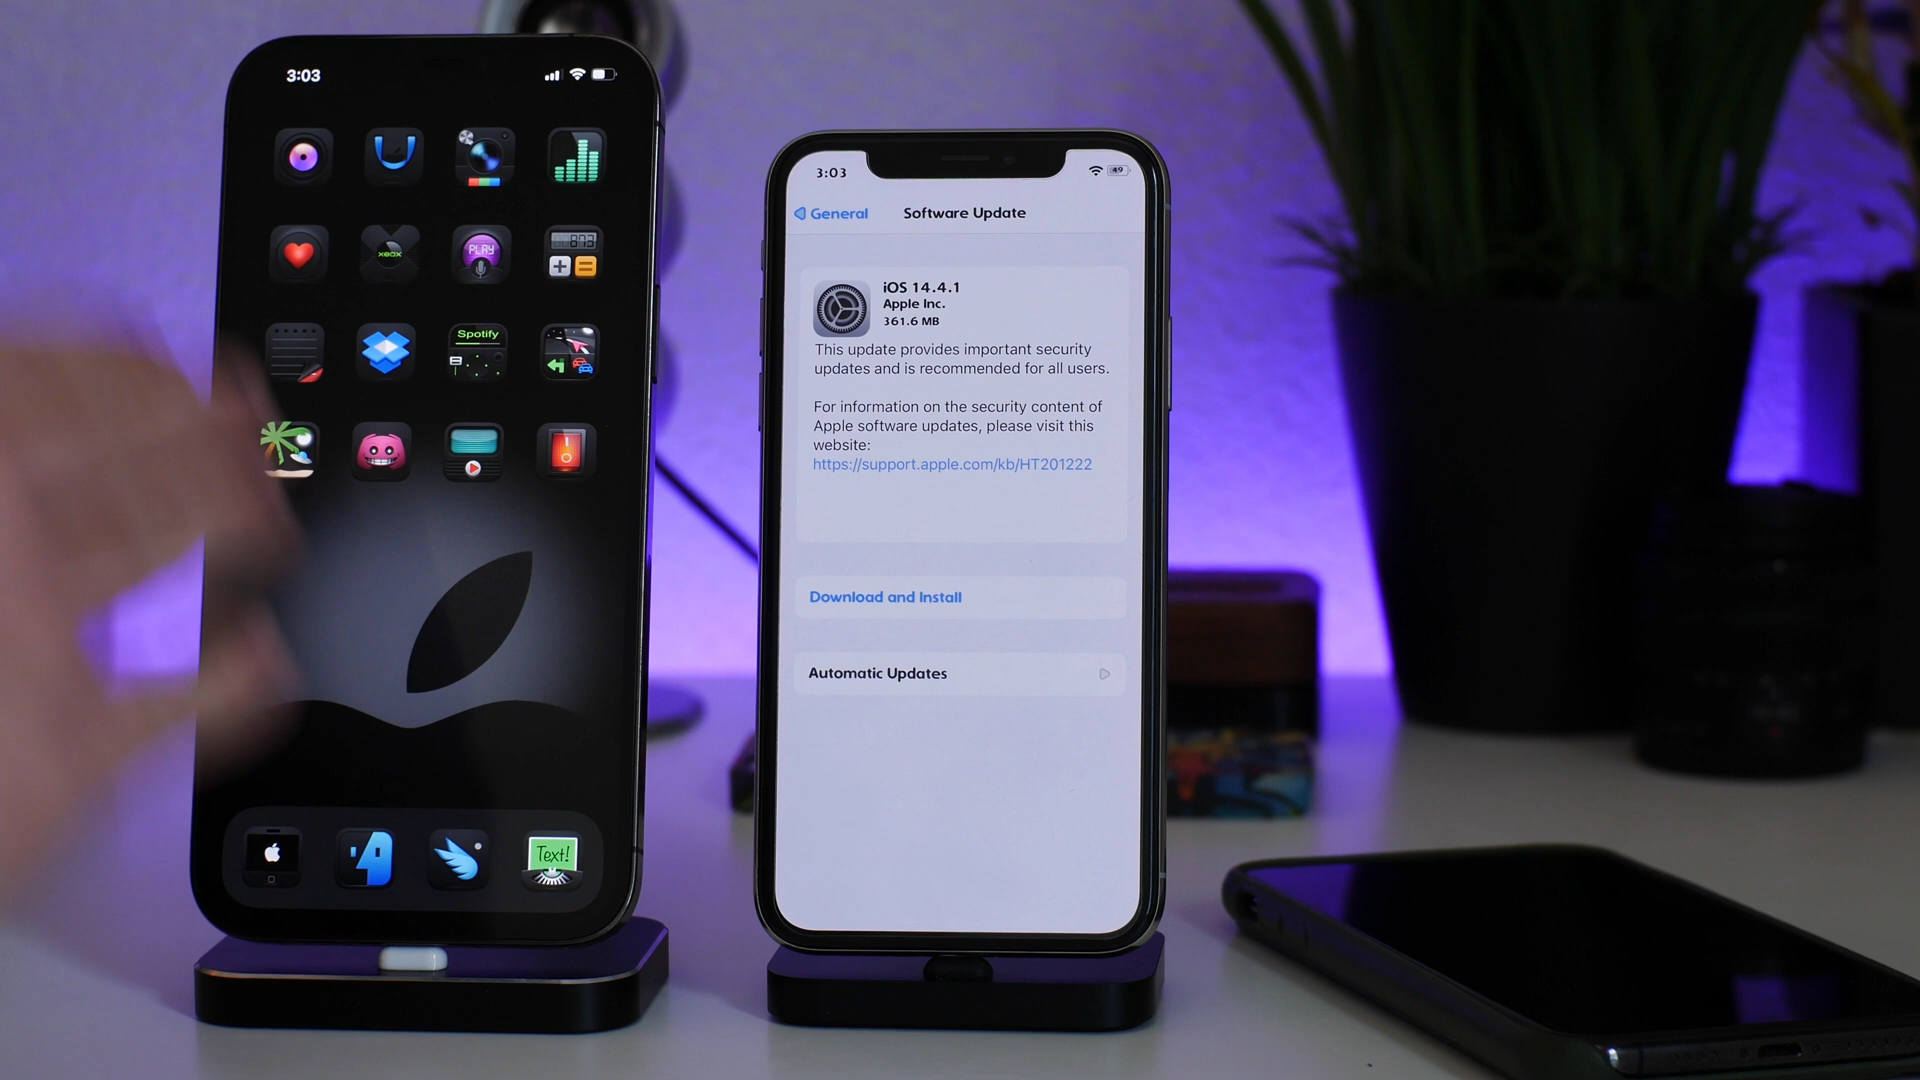 3:03
PLAY
XBOX
873
Spotify
Text!
3:03
49
General
Software Update
iOS 14.4.1
Apple Inc.
361.6 MB
This update provides important security
updates and is recommended for all users.
For information on the security content of
Apple software updates, please visit this
website:
https://support.apple.com/kb/HT201222
Download and Install
Automatic Updates